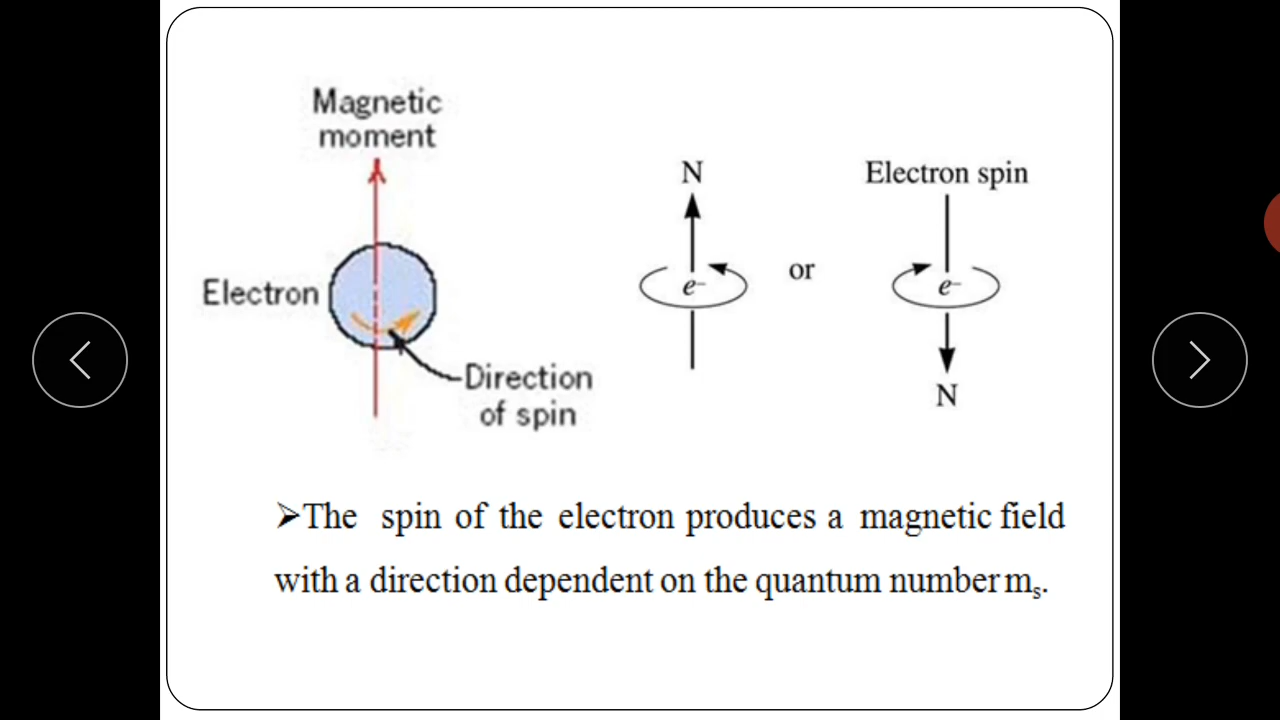 Magnetic
moment
Electron
Direction
of spin
N
e⁻
or
Electron spin
e⁻
N
➢The spin of the electron produces a magnetic field
with a direction dependent on the quantum number mₛ.